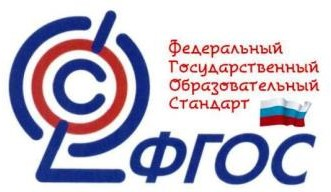 Федеральный
Государственный
Образовательный
Стандарт
ФГОС